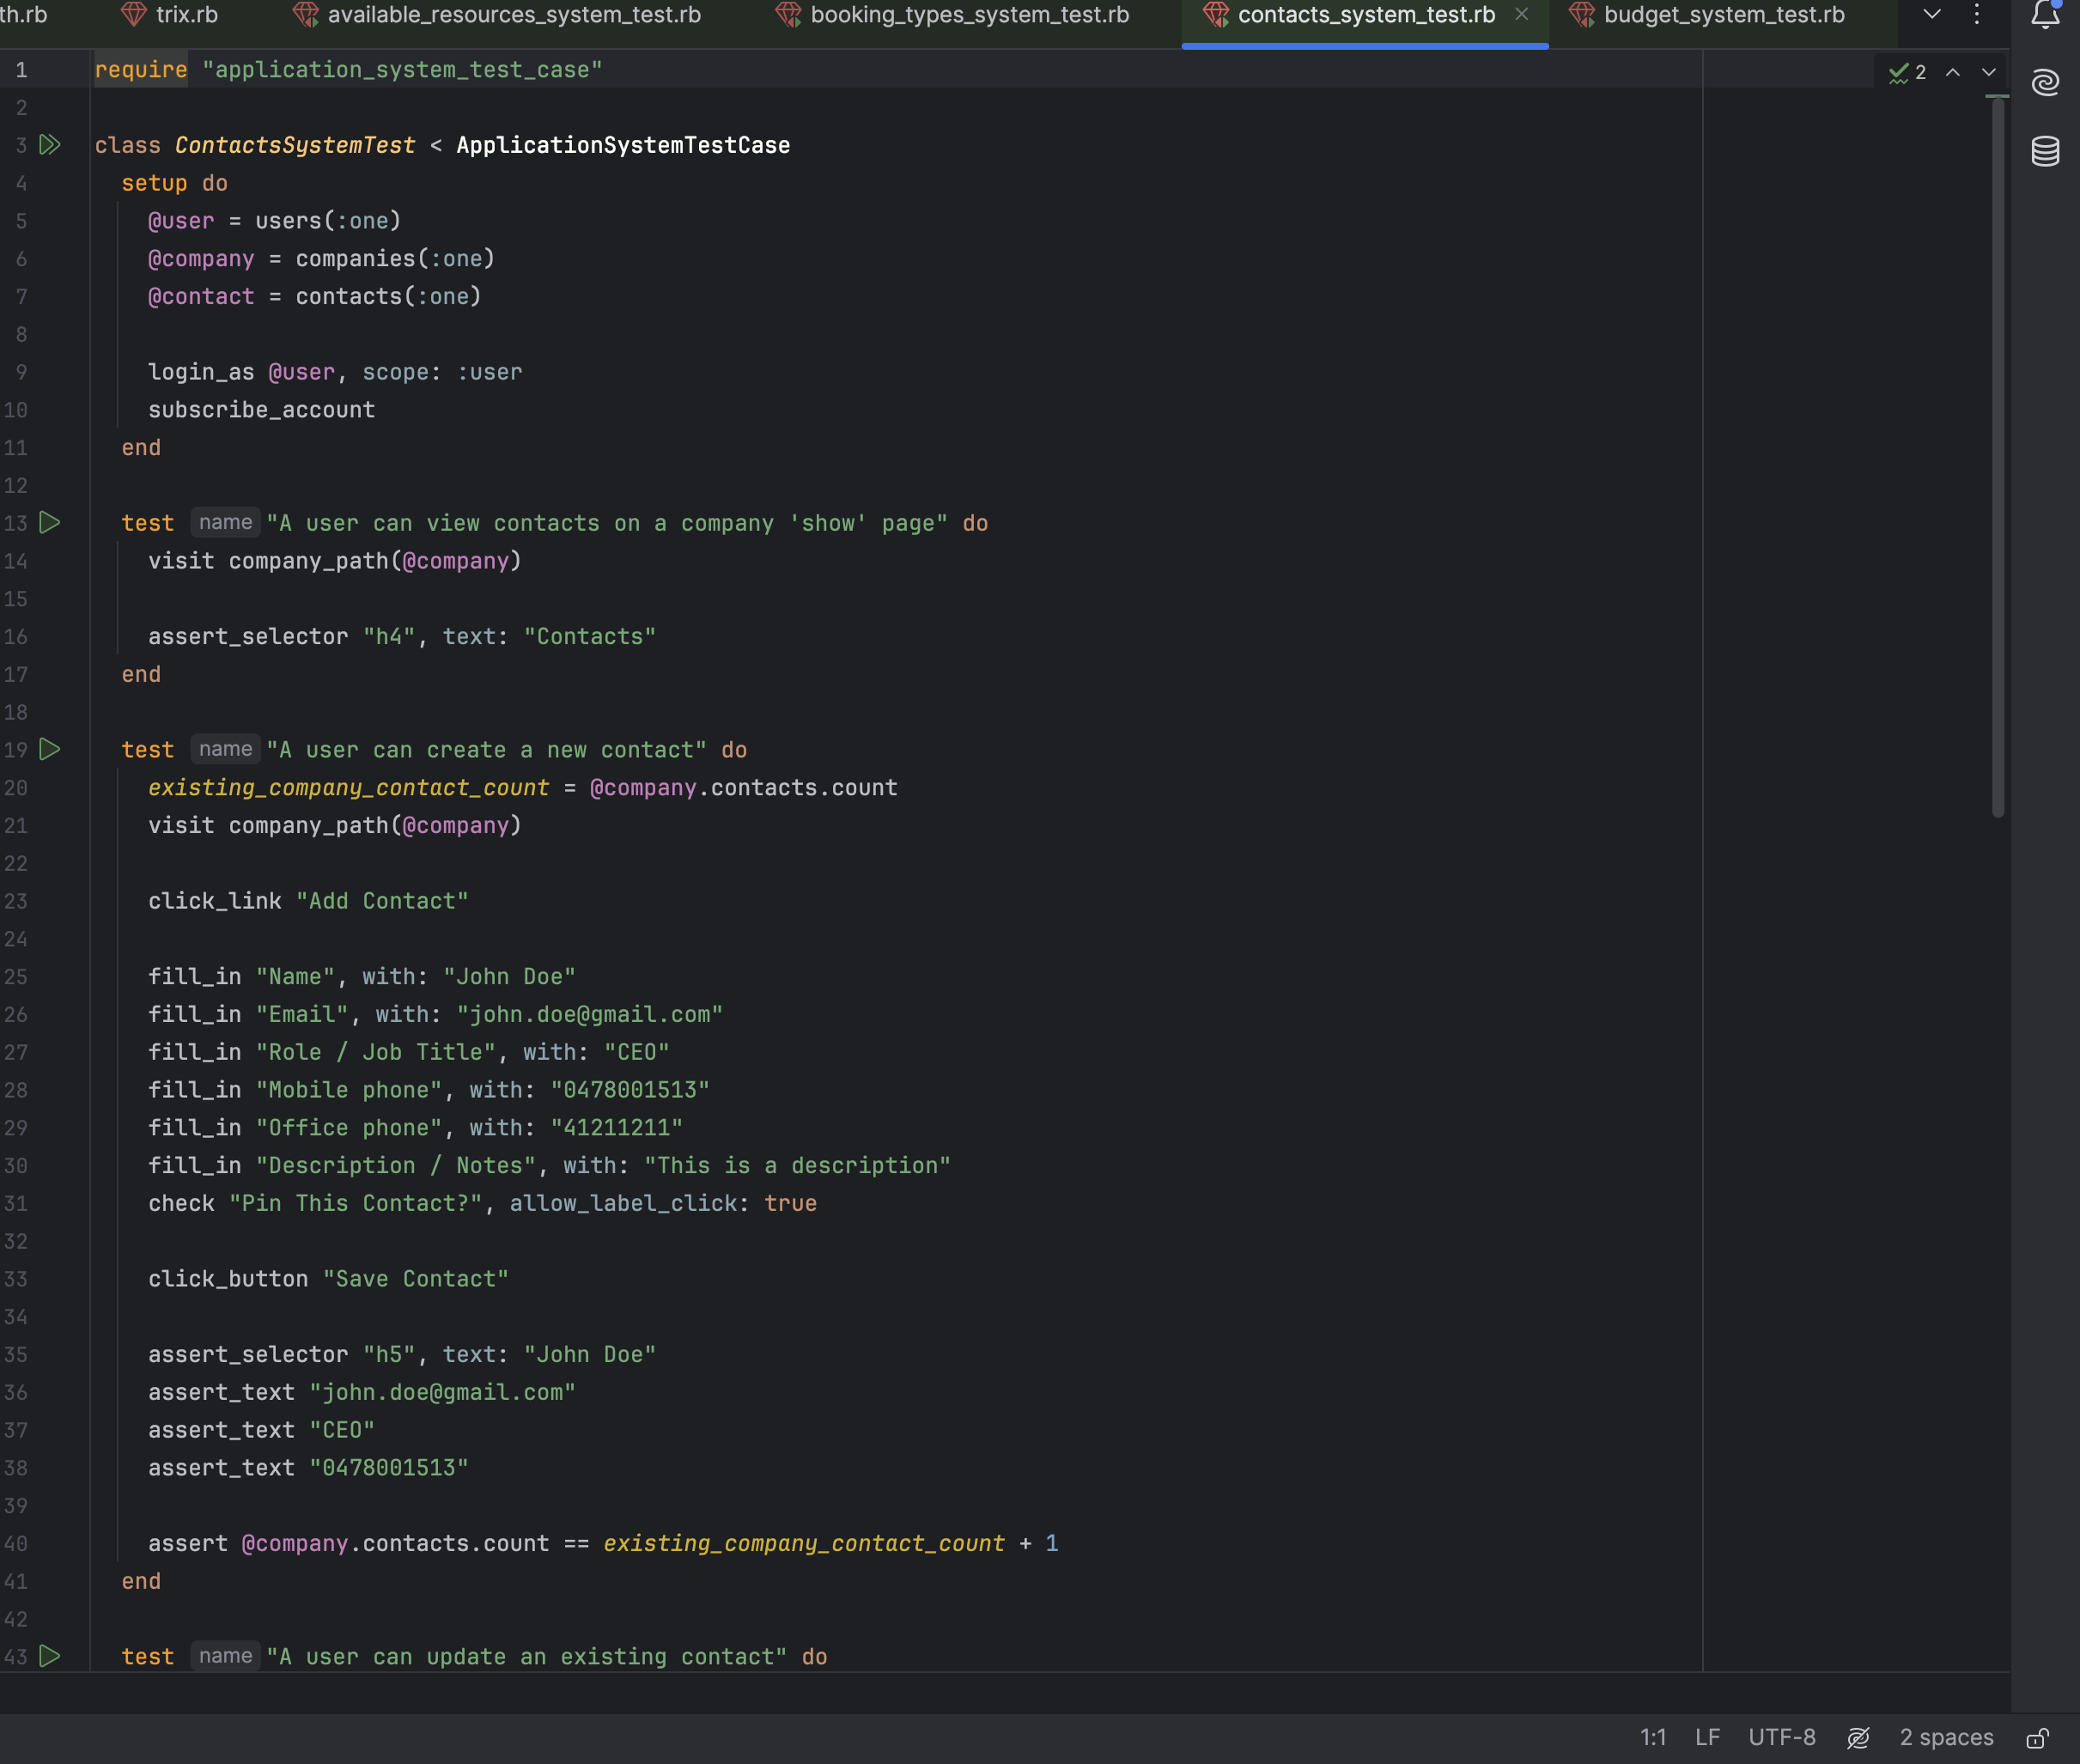 th.rb trix.rb available_resources_system_test.rb booking_types_system_test.rb contacts_system_test.rb budget_system_test.rb
1 require "application_system_test_case" 2
2
3 class ContactsSystemTest < ApplicationSystemTestCase
4 setup do
5 @user = users(:one)
6 @company = companies(:one)
7 @contact = contacts(:one)
8
9 login_as @user, scope: :user
10 subscribe_account
11 end
12
13 test name "A user can view contacts on a company 'show' page" do
14 visit company_path(@company)
15
16 assert_selector "h4", text: "Contacts"
17 end
18
19 test name "A user can create a new contact" do
20 existing_company_contact_count = @company.contacts.count
21 visit company_path(@company)
22
23 click_link "Add Contact"
24
25 fill_in "Name", with: "John Doe"
26 fill_in "Email", with: "john.doe@gmail.com"
27 fill_in "Role / Job Title", with: "CEO"
28 fill_in "Mobile phone", with: "0478001513"
29 fill_in "Office phone", with: "41211211"
30 fill_in "Description / Notes", with: "This is a description"
31 check "Pin This Contact?", allow_label_click: true
32
33 click_button "Save Contact"
34
35 assert_selector "h5", text: "John Doe"
36 assert_text "john.doe@gmail.com"
37 assert_text "CEO"
38 assert_text "0478001513"
39
40 assert @company.contacts.count == existing_company_contact_count + 1
41 end
42
43 test name "A user can update an existing contact" do
1:1 LF UTF-8 2 spaces